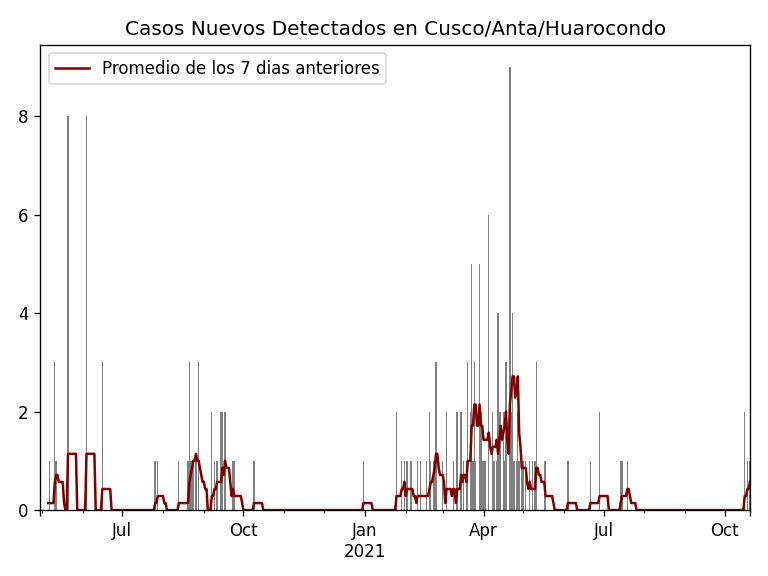 Casos Nuevos Detectados en Cusco/Anta/Huarocondo
Promedio de los 7 dias anteriores
8
6
4
2
0
Jul
Oct
Jan
2021
Apr
Jul
Oct